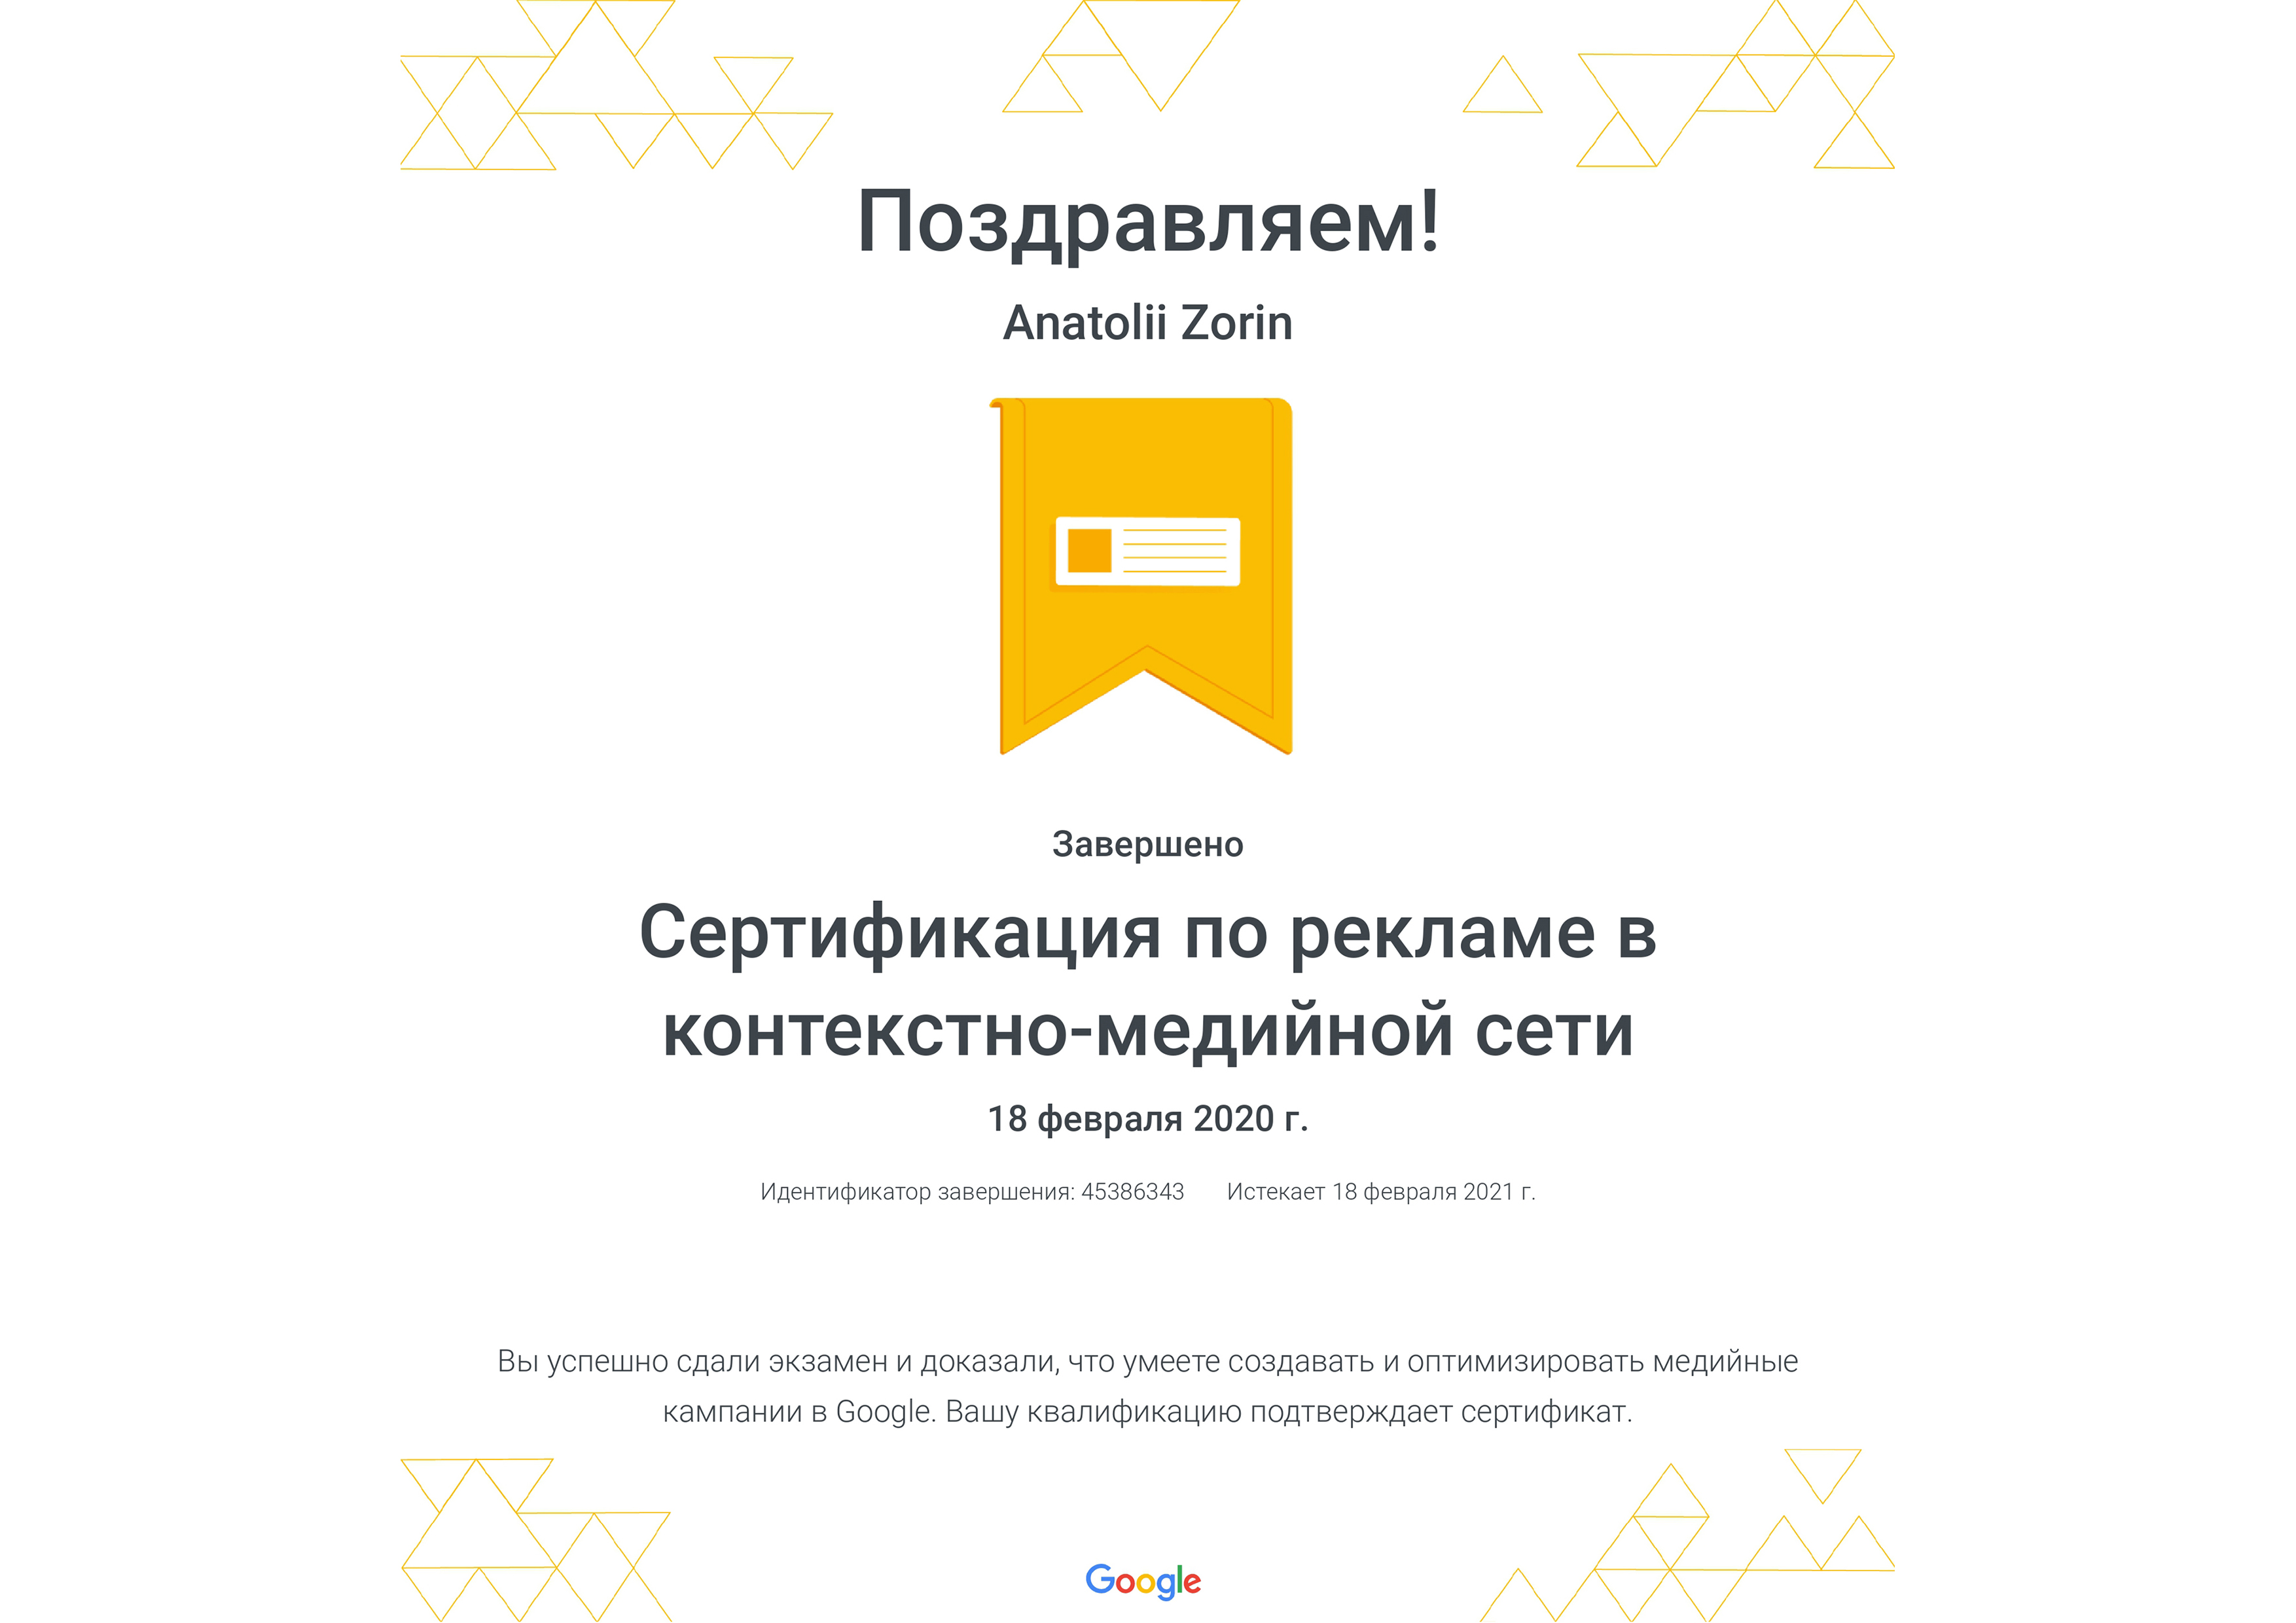 Поздравляем!
Anatolii Zorin
Завершено
Сертификация по рекламе в
контекстно-медийной сети
18 февраля 2020 г.
Идентификатор завершения: 45386343 Истекает 18 февраля 2021 г.
Вы успешно сдали экзамен и доказали, что умеете создавать и оптимизировать медийные
кампании в Google. Вашу квалификацию подтверждает сертификат.
Google